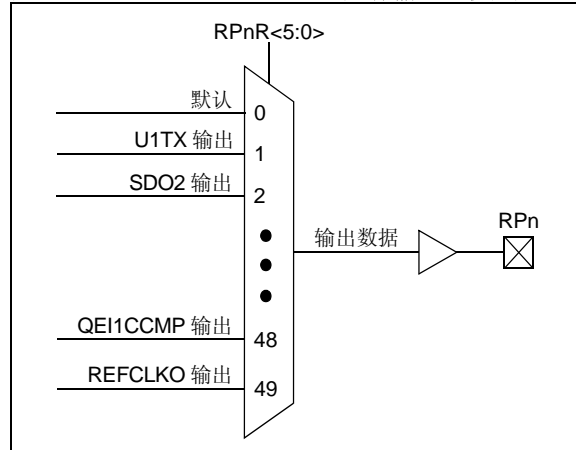 RPnR<5:0>
默认
0
U1TX 输出
1
SDO2 输出
2
输出数据
RPn
QEI1CCMP 输出
48
REFCLKO 输出
49